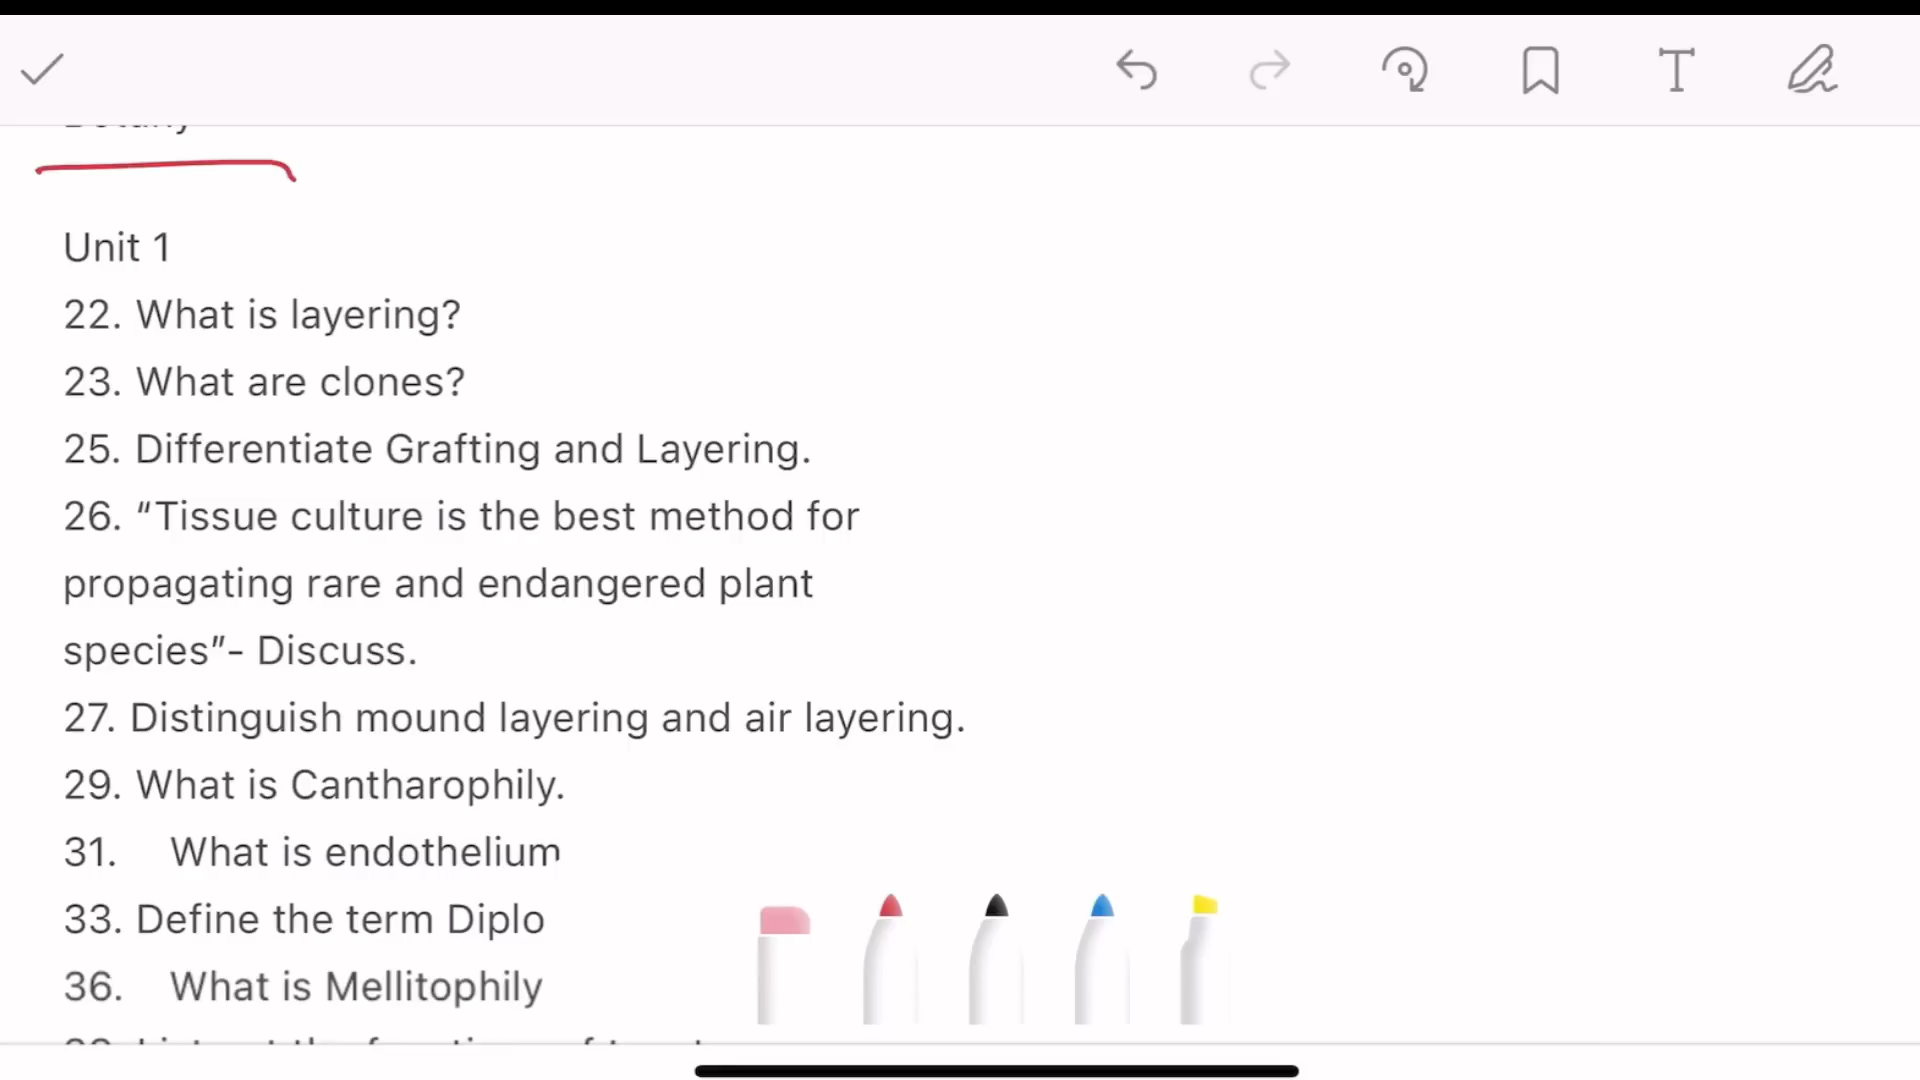 Unit 1
22. What is layering?
23. What are clones?
25. Differentiate Grafting and Layering.
26. “Tissue culture is the best method for
propagating rare and endangered plant
species”- Discuss.
27. Distinguish mound layering and air layering.
29. What is Cantharophily.
31. What is endothelium
33. Define the term Diplo
36. What is Mellitophily